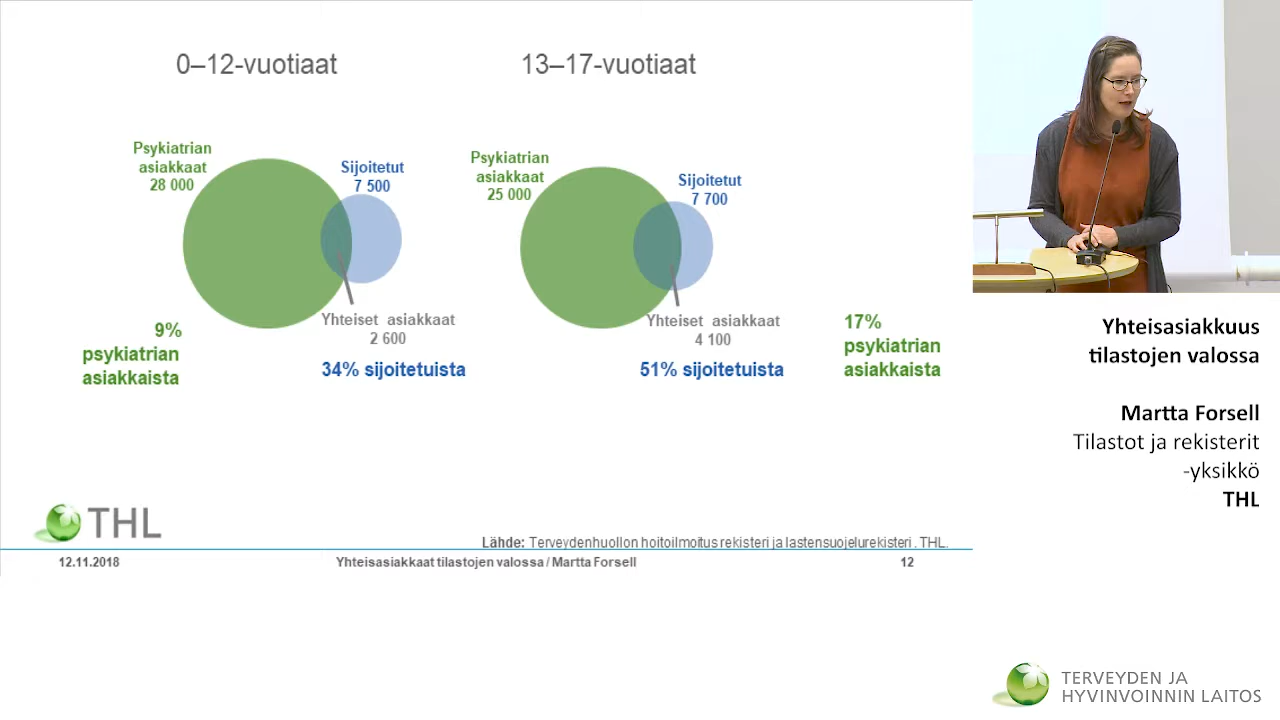 0–12-vuotiaat
13–17-vuotiaat
Psykiatrian
asiakkaat
28 000
Sijoitetut
7 500
Yhteiset asiakkaat
2 600
9%
psykiatrian
asiakkaista
34% sijoitetuista
Psykiatrian
asiakkaat
25 000
Sijoitetut
7 700
Yhteiset asiakkaat
4 100
51% sijoitetuista
17%
psykiatrian
asiakkaista
THL
Lähde: Terveydenhuollon hoitoilmoitus rekisteri ja lastensuojelurekisteri . THL.
12.11.2018
Yhteisasiakkaat tilastojen valossa / Martta Forsell
12
Yhteisasiakkuus
tilastojen valossa
Martta Forsell
Tilastot ja rekisterit
-yksikkö
THL
TERVEYDEN JA
HYVINVOINNIN LAITOS